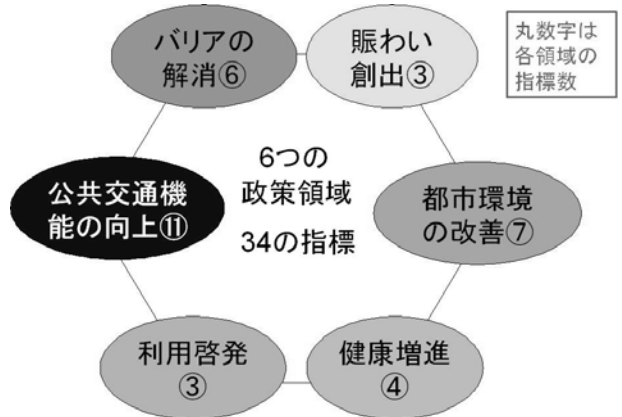 バリアの
解消⑥
賑わい
創出③
丸数字は
各領域の
指標数
公共交通機
能の向上⑪
6つの
政策領域
34の指標
都市環境
の改善⑦
利用啓発
③
健康増進
④